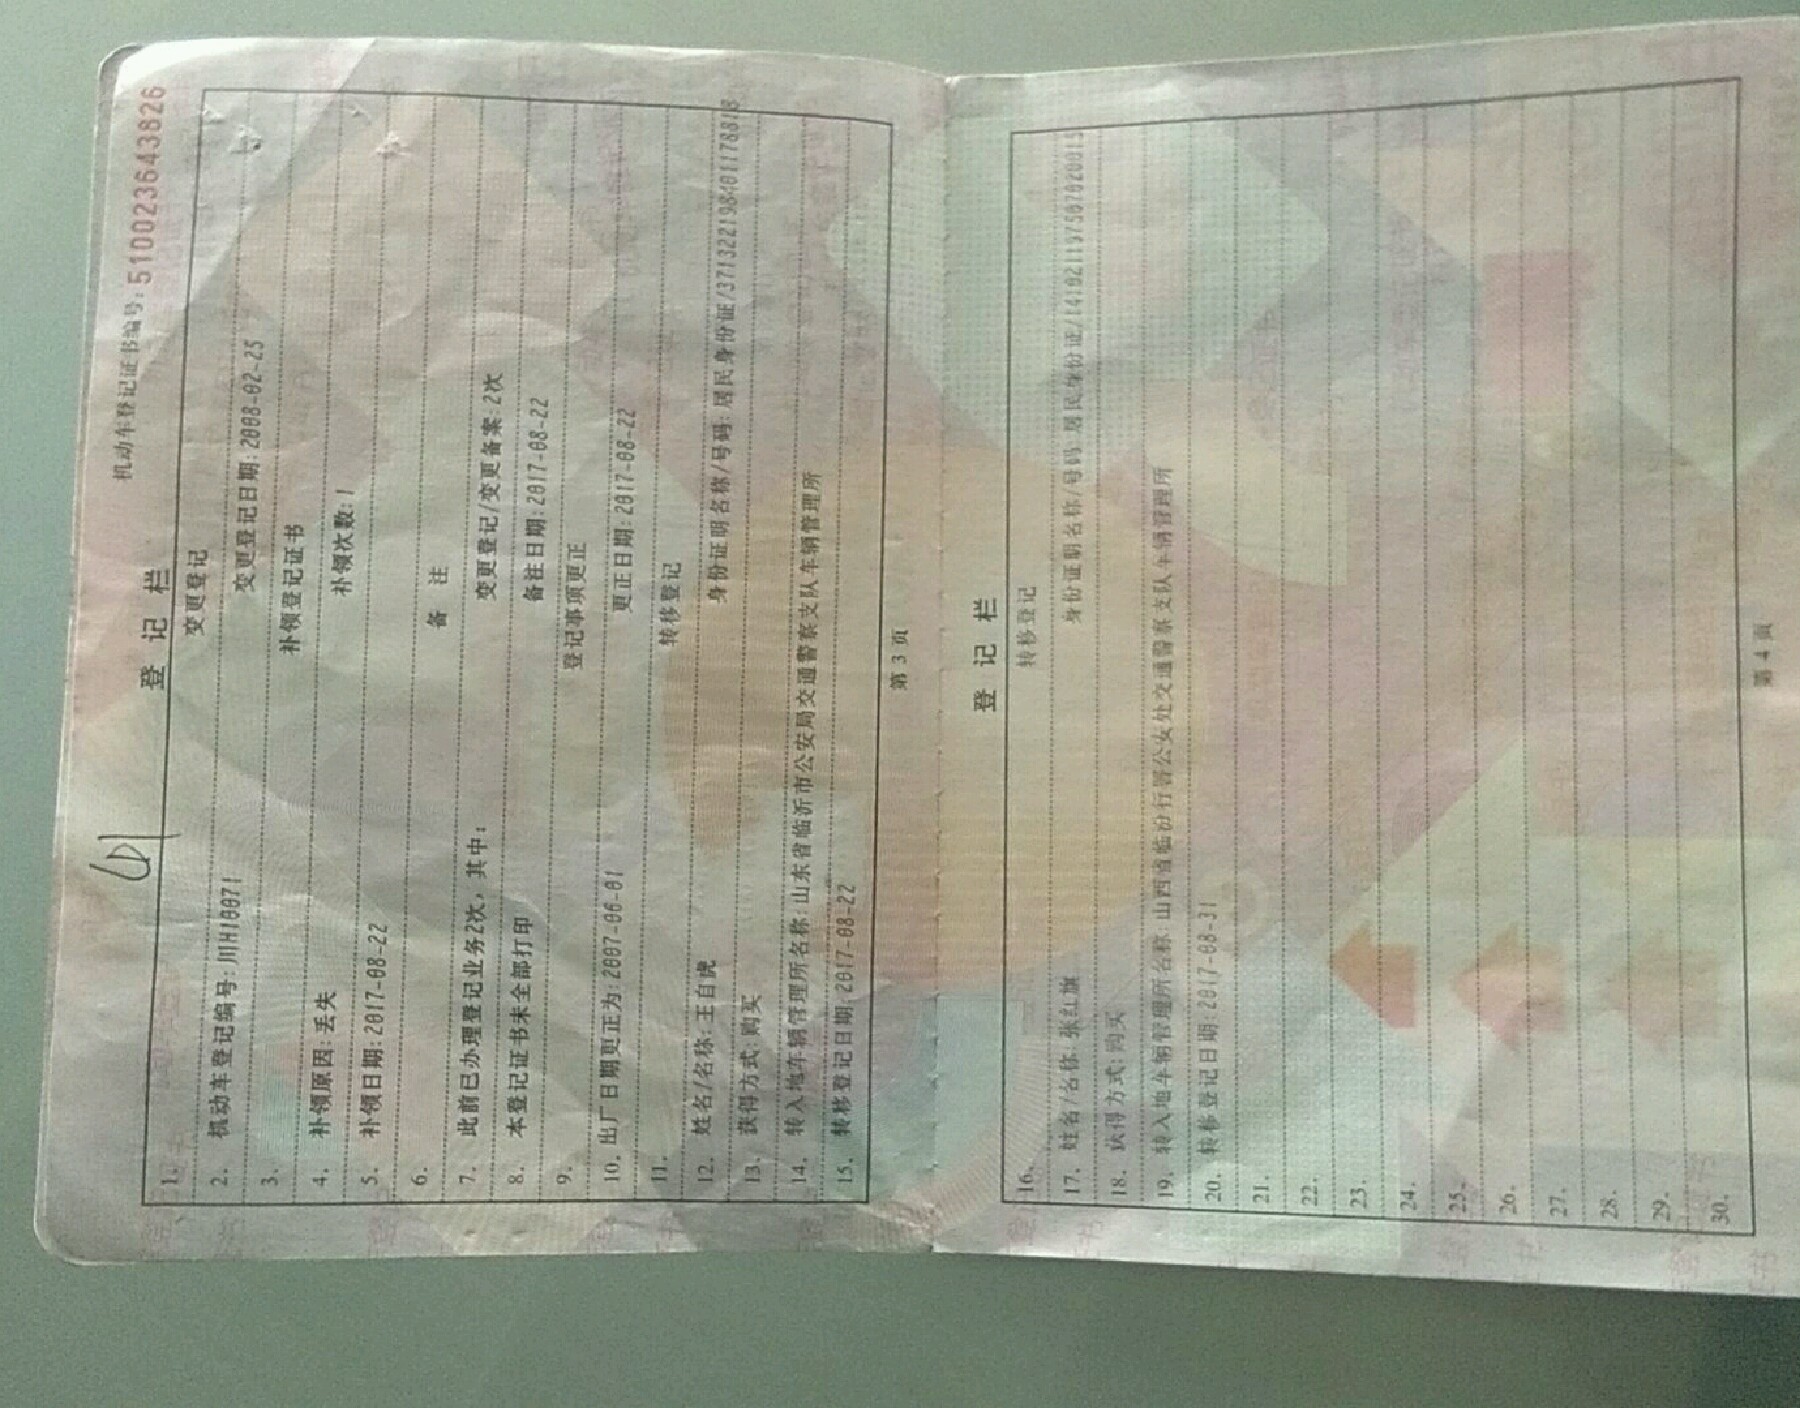 机动车登记证书编号:510023643826
登 记 栏
1. 变更登记
2. 机动车登记编号:川H10071 变更登记日期:2008-02-25
3. 补领登记证书
4. 补领原因:丢失 补领次数:1
5. 补领日期:2017-08-22
6. 备 注
7. 此前已办理登记业务2次, 其中: 变更登记/变更备案:2次
8. 本登记证书未全部打印 备注日期:2017-08-22
9. 登记事项更正
10. 出厂日期更正为:2007-06-01 更正日期:2017-08-22
11. 转移登记
12. 姓名/名称:王自虎 身份证明名称/号码:居民身份证/
13. 获得方式:购买
14. 转入地车辆管理所名称:山东省临沂市公安局交通警察支队车辆管理所
15. 转移登记日期:2017-08-22
第 3 页
登 记 栏
16. 转移登记
17. 姓名/名称:张红旗 身份证明名称/号码:居民身份证/
18. 获得方式:购买
19. 转入地车辆管理所名称:山西省临汾行署公安处交通警察支队车辆管理所
20. 转移登记日期:2017-08-31
21.
22.
23.
24.
25.
26.
27.
28.
29.
30.
第 4 页